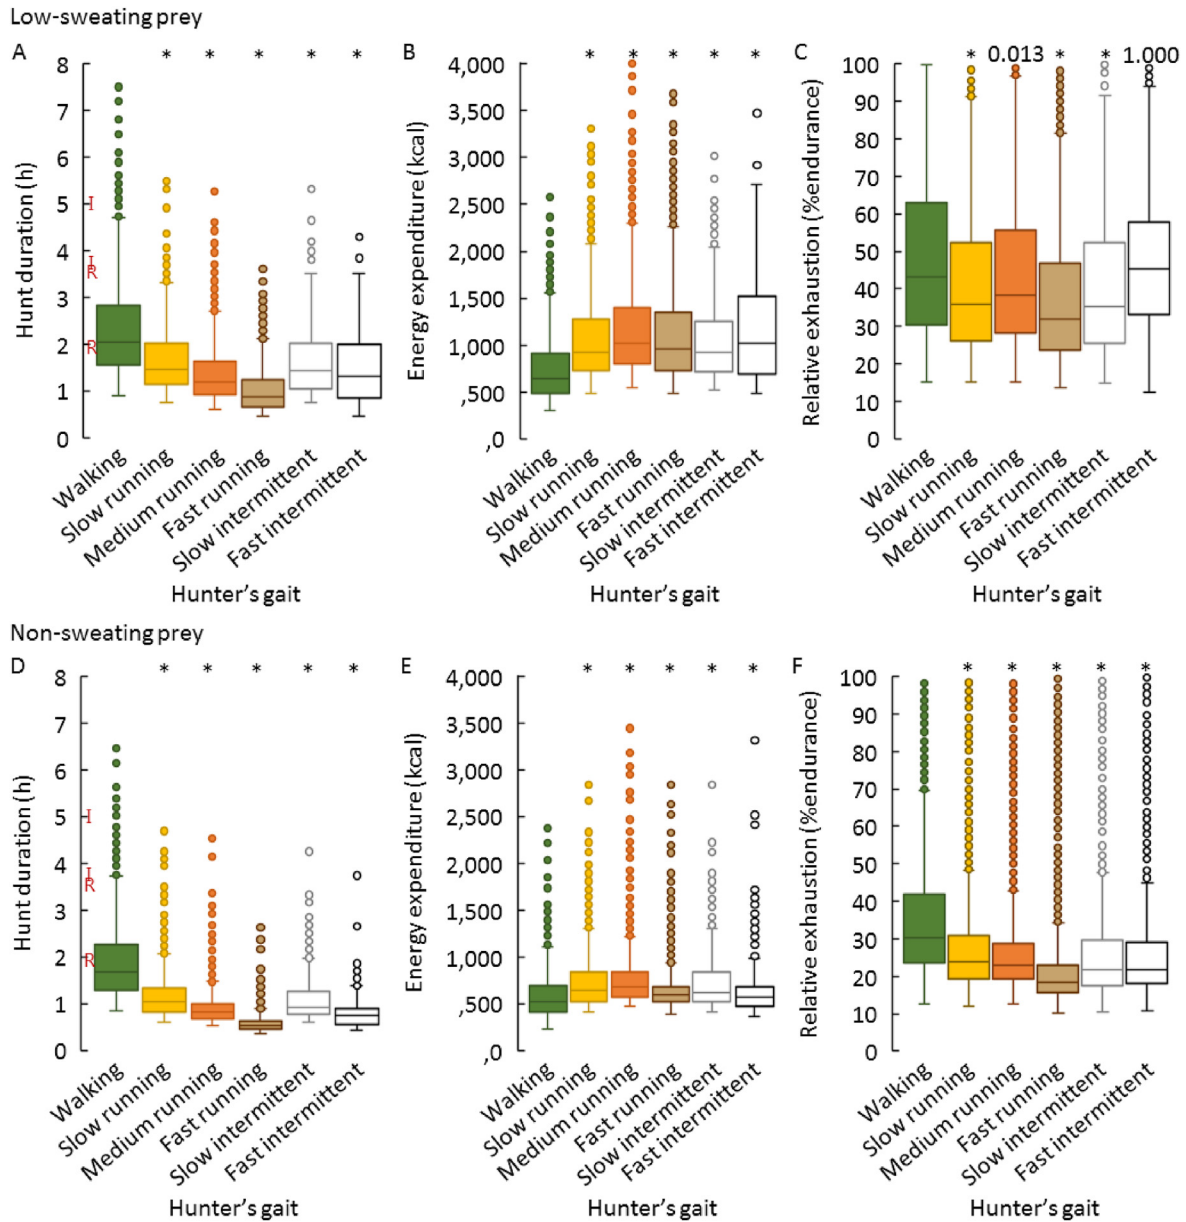 Low-sweating prey
A * * * * *
Hunt duration (h)
8
7
6
5
4
3
2
1
0
I
I
R
R
Walking
Slow running
Medium running
Fast running
Slow intermittent
Fast intermittent
Hunter's gait
B * * * * *
Energy expenditure (kcal)
4,000
3,500
3,000
2,500
2,000
1,500
1,000
,500
,0
Walking
Slow running
Medium running
Fast running
Slow intermittent
Fast intermittent
Hunter's gait
C * 0.013 * * 1.000
Relative exhaustion (%endurance)
100
90
80
70
60
50
40
30
20
10
0
Walking
Slow running
Medium running
Fast running
Slow intermittent
Fast intermittent
Hunter's gait
Non-sweating prey
D * * * * *
Hunt duration (h)
8
7
6
5
4
3
2
1
0
I
I
R
R
Walking
Slow running
Medium running
Fast running
Slow intermittent
Fast intermittent
Hunter's gait
E * * * * *
Energy expenditure (kcal)
4,000
3,500
3,000
2,500
2,000
1,500
1,000
,500
,0
Walking
Slow running
Medium running
Fast running
Slow intermittent
Fast intermittent
Hunter's gait
F * * * * *
Relative exhaustion (%endurance)
100
90
80
70
60
50
40
30
20
10
0
Walking
Slow running
Medium running
Fast running
Slow intermittent
Fast intermittent
Hunter's gait